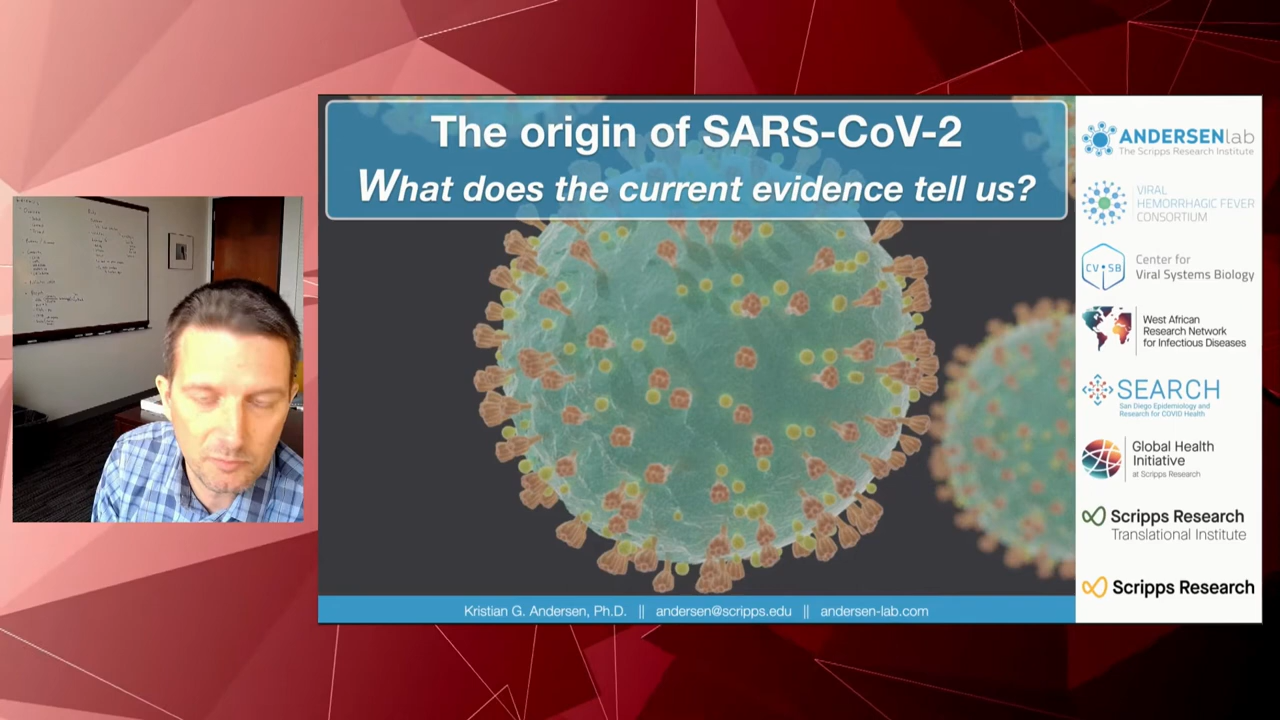 The origin of SARS-CoV-2
What does the current evidence tell us?
ANDERSENlab
The Scripps Research Institute
VIRAL
HEMORRHAGIC FEVER
CONSORTIUM
CV SB
Center for
Viral Systems Biology
West African
Research Network
for Infectious Diseases
SEARCH
San Diego Epidemiology and
Research for COVID Health
Global Health
Initiative
at Scripps Research
Scripps Research
Translational Institute
Scripps Research
Kristian G. Andersen, Ph.D. || andersen@scripps.edu || andersen-lab.com